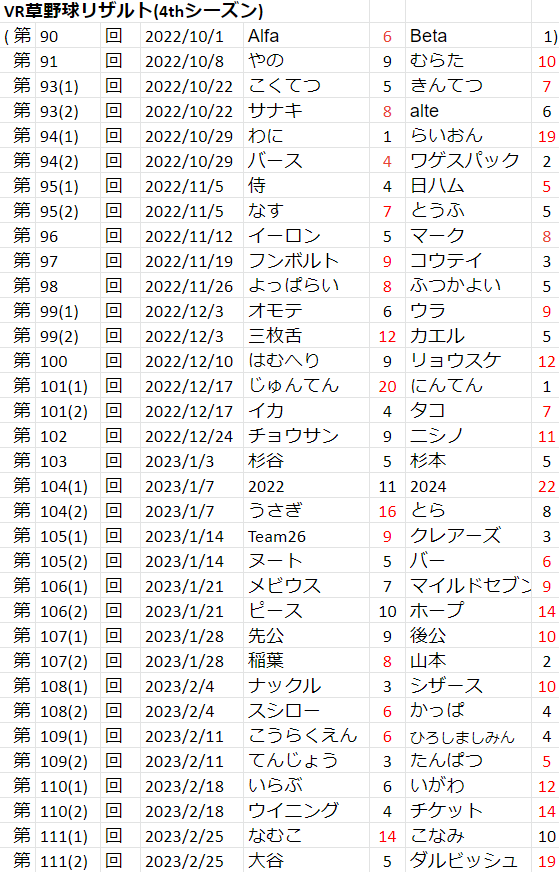 VR草野球リザルト(4thシーズン)
(第 90 回 2022/10/1 Alfa 6 Beta 1)
第 91 回 2022/10/8 やの 9 むらた 10
第 93(1) 回 2022/10/22 こくてつ 5 きんてつ 7
第 93(2) 回 2022/10/22 サナキ 8 alte 6
第 94(1) 回 2022/10/29 わに 1 らいおん 19
第 94(2) 回 2022/10/29 バース 4 ワゲスパック 2
第 95(1) 回 2022/11/5 侍 4 日ハム 5
第 95(2) 回 2022/11/5 なす 7 とうふ 5
第 96 回 2022/11/12 イーロン 5 マーク 8
第 97 回 2022/11/19 フンボルト 9 コウテイ 3
第 98 回 2022/11/26 よっぱらい 8 ふつかよい 5
第 99(1) 回 2022/12/3 オモテ 6 ウラ 9
第 99(2) 回 2022/12/3 三枚舌 12 カエル 5
第 100 回 2022/12/10 はむへり 9 リョウスケ 12
第 101(1) 回 2022/12/17 じゅんてん 20 にんてん 1
第 101(2) 回 2022/12/17 イカ 4 タコ 7
第 102 回 2022/12/24 チョウサン 9 ニシノ 11
第 103 回 2023/1/3 杉谷 5 杉本 5
第 104(1) 回 2023/1/7 2022 11 2024 22
第 104(2) 回 2023/1/7 うさぎ 16 とら 8
第 105(1) 回 2023/1/14 Team26 9 クレアーズ 3
第 105(2) 回 2023/1/14 ヌート 5 バー 6
第 106(1) 回 2023/1/21 メビウス 7 マイルドセブン 9
第 106(2) 回 2023/1/21 ピース 10 ホープ 14
第 107(1) 回 2023/1/28 先公 9 後公 10
第 107(2) 回 2023/1/28 稲葉 8 山本 2
第 108(1) 回 2023/2/4 ナックル 3 シザース 10
第 108(2) 回 2023/2/4 スシロー 6 かっぱ 4
第 109(1) 回 2023/2/11 こうらくえん 6 ひろしましみん 4
第 109(2) 回 2023/2/11 てんじょう 3 たんぱつ 5
第 110(1) 回 2023/2/18 いらぶ 6 いがわ 12
第 110(2) 回 2023/2/18 ウイニング 4 チケット 14
第 111(1) 回 2023/2/25 なむこ 14 こなみ 10
第 111(2) 回 2023/2/25 大谷 5 ダルビッシュ 19